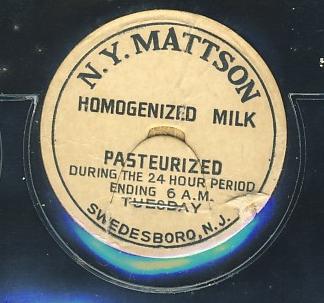 N.Y. MATTSON
HOMOGENIZED MILK
PASTEURIZED
DURING THE 24 HOUR PERIOD
ENDING 6 A.M.
TUESDAY
SWEDESBORO, N.J.